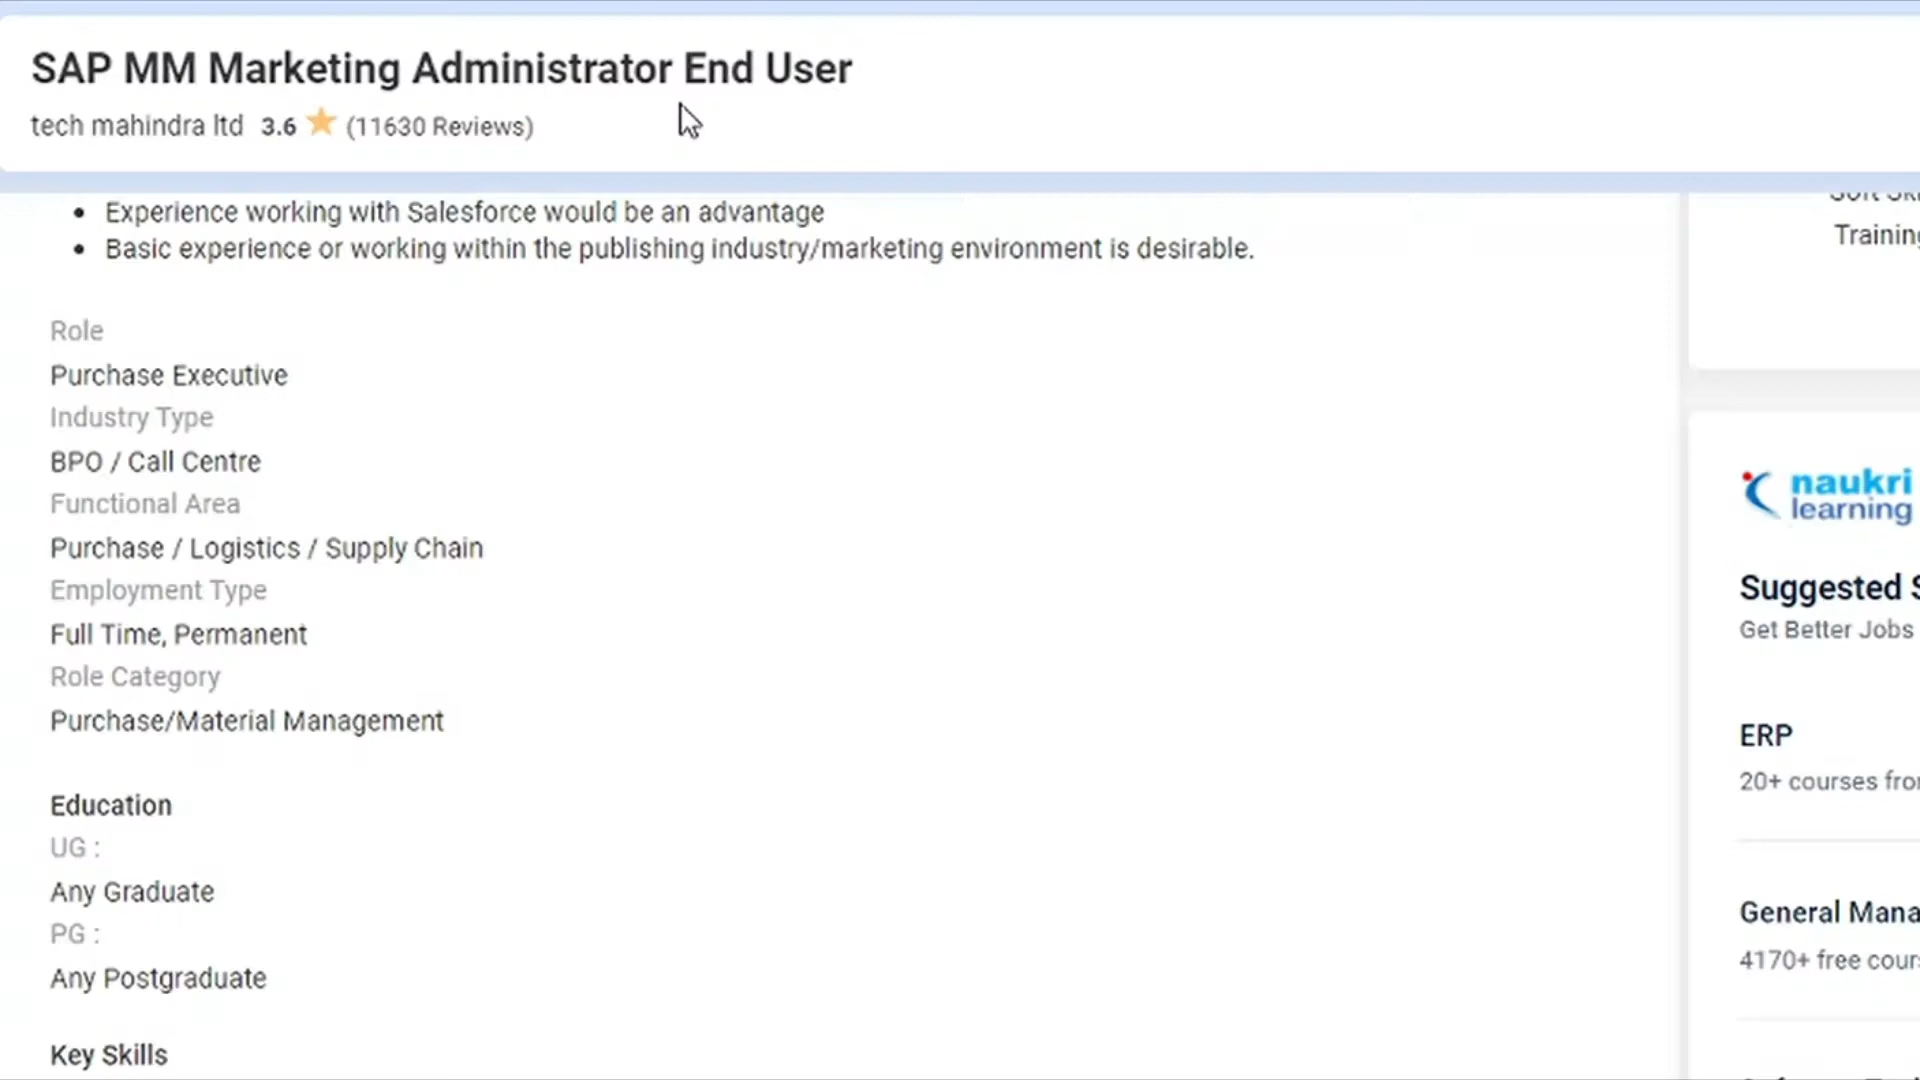 SAP MM Marketing Administrator End User
tech mahindra ltd 3.6 (11630 Reviews)
Experience working with Salesforce would be an advantage
Basic experience or working within the publishing industry/marketing environment is desirable.
Role
Purchase Executive
Industry Type
BPO / Call Centre
Functional Area
Purchase / Logistics / Supply Chain
Employment Type
Full Time, Permanent
Role Category
Purchase/Material Management
Education
UG :
Any Graduate
PG :
Any Postgraduate
Key Skills
Training
naukri
learning
Suggested
Get Better Jobs
ERP
20+ courses
General
4170+ free